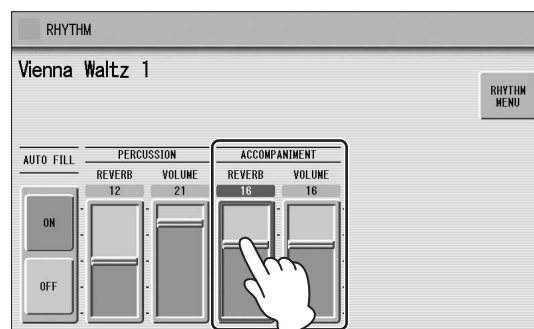 RHYTHM
Vienna Waltz 1
RHYTHM
MENU
AUTO FILL
PERCUSSION
ACCOMPANIMENT
REVERB VOLUME REVERB VOLUME
12 21 16 16
ON
OFF